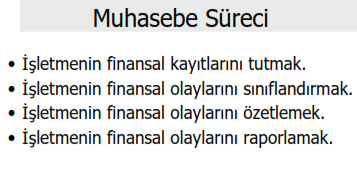 Muhasebe Süreci
• İşletmenin finansal kayıtlarını tutmak.
• İşletmenin finansal olaylarını sınıflandırmak.
• İşletmenin finansal olaylarını özetlemek.
• İşletmenin finansal olaylarını raporlamak.